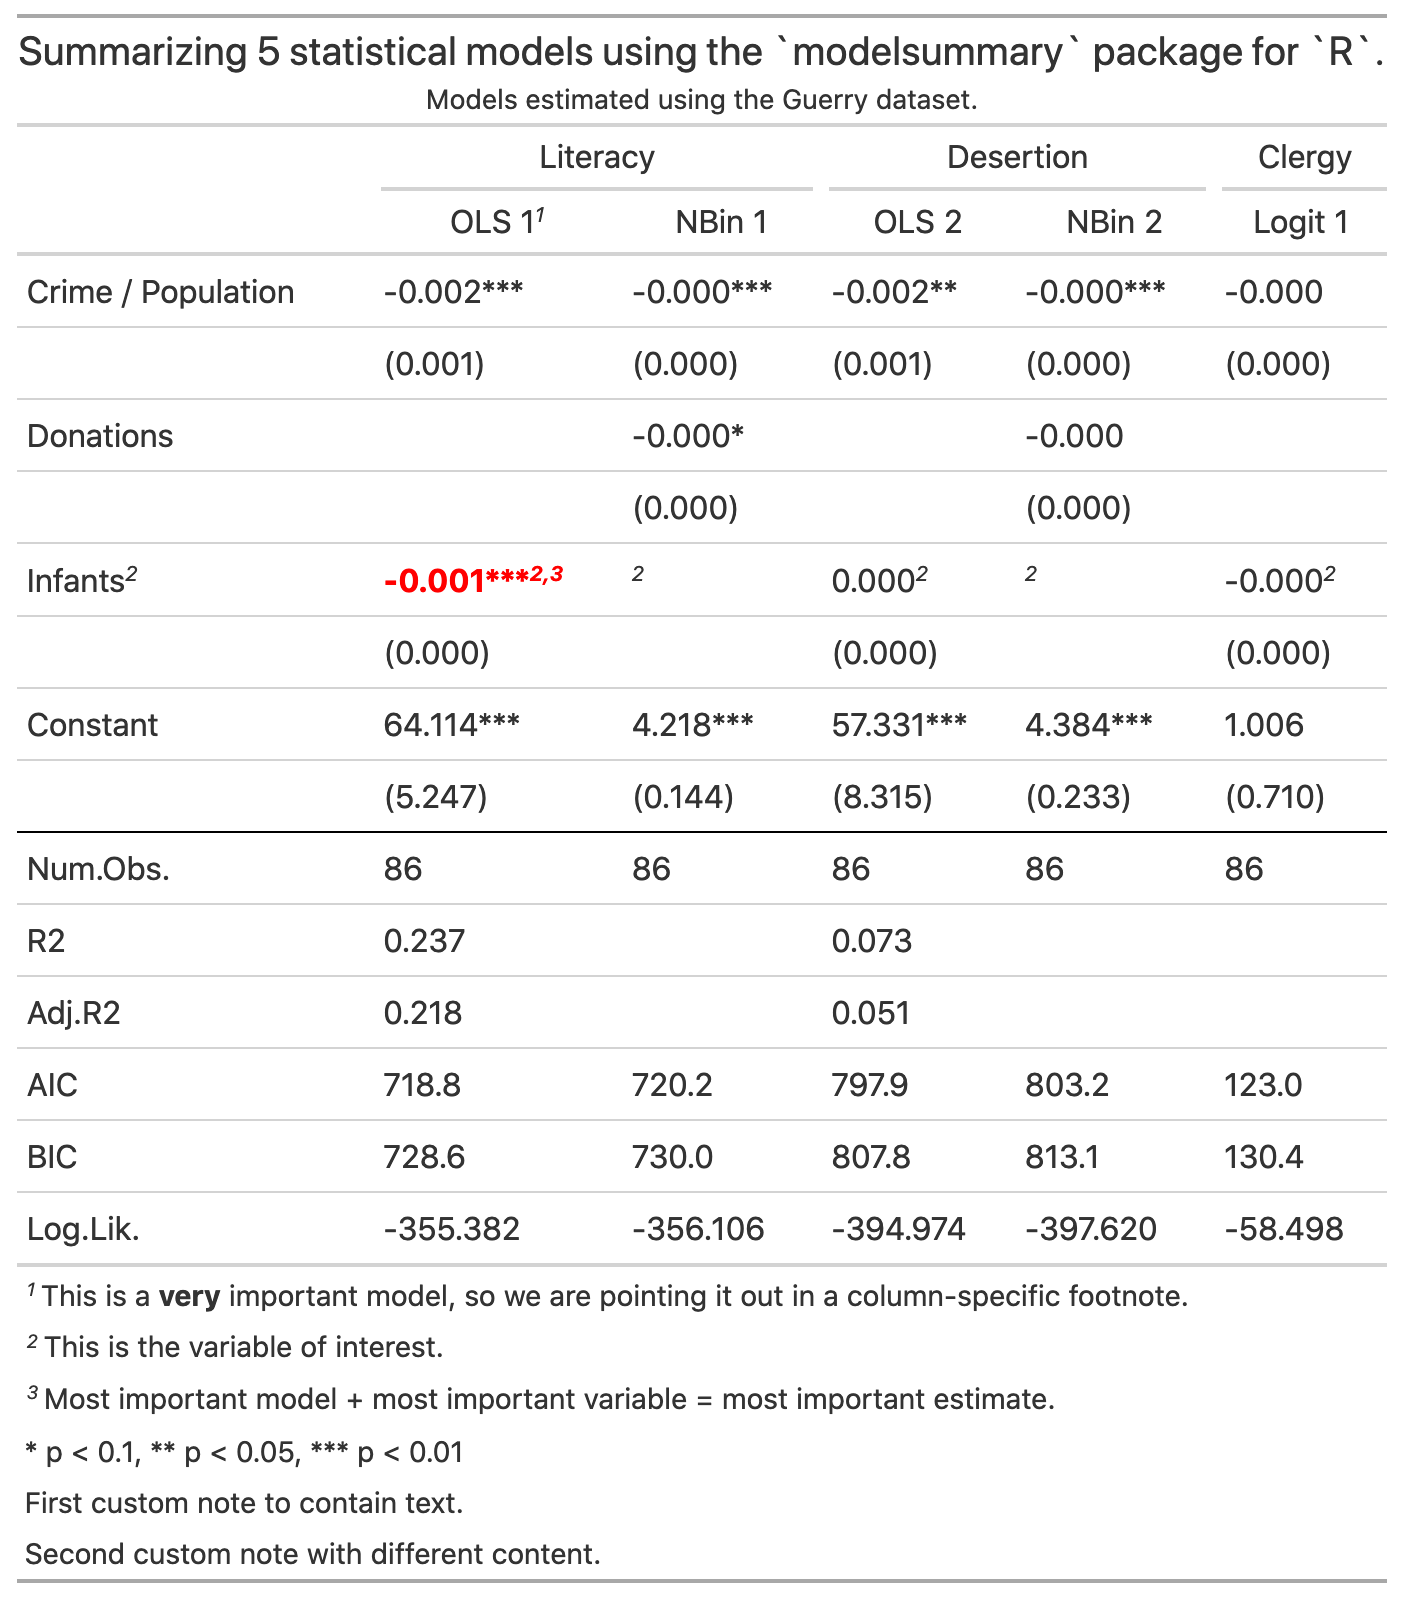 Summarizing 5 statistical models using the `modelsummary` package for `R`.
Models estimated using the Guerry dataset.
Literacy Desertion Clergy
OLS 1¹ NBin 1 OLS 2 NBin 2 Logit 1
Crime / Population -0.002*** -0.000*** -0.002** -0.000*** -0.000
(0.001) (0.000) (0.001) (0.000) (0.000)
Donations -0.000* -0.000
(0.000) (0.000)
Infants² -0.001***²,³ ² 0.000² ² -0.000²
(0.000) (0.000) (0.000)
Constant 64.114*** 4.218*** 57.331*** 4.384*** 1.006
(5.247) (0.144) (8.315) (0.233) (0.710)
Num.Obs. 86 86 86 86 86
R2 0.237 0.073
Adj.R2 0.218 0.051
AIC 718.8 720.2 797.9 803.2 123.0
BIC 728.6 730.0 807.8 813.1 130.4
Log.Lik. -355.382 -356.106 -394.974 -397.620 -58.498
¹ This is a very important model, so we are pointing it out in a column-specific footnote.
² This is the variable of interest.
³ Most important model + most important variable = most important estimate.
* p < 0.1, ** p < 0.05, *** p < 0.01
First custom note to contain text.
Second custom note with different content.